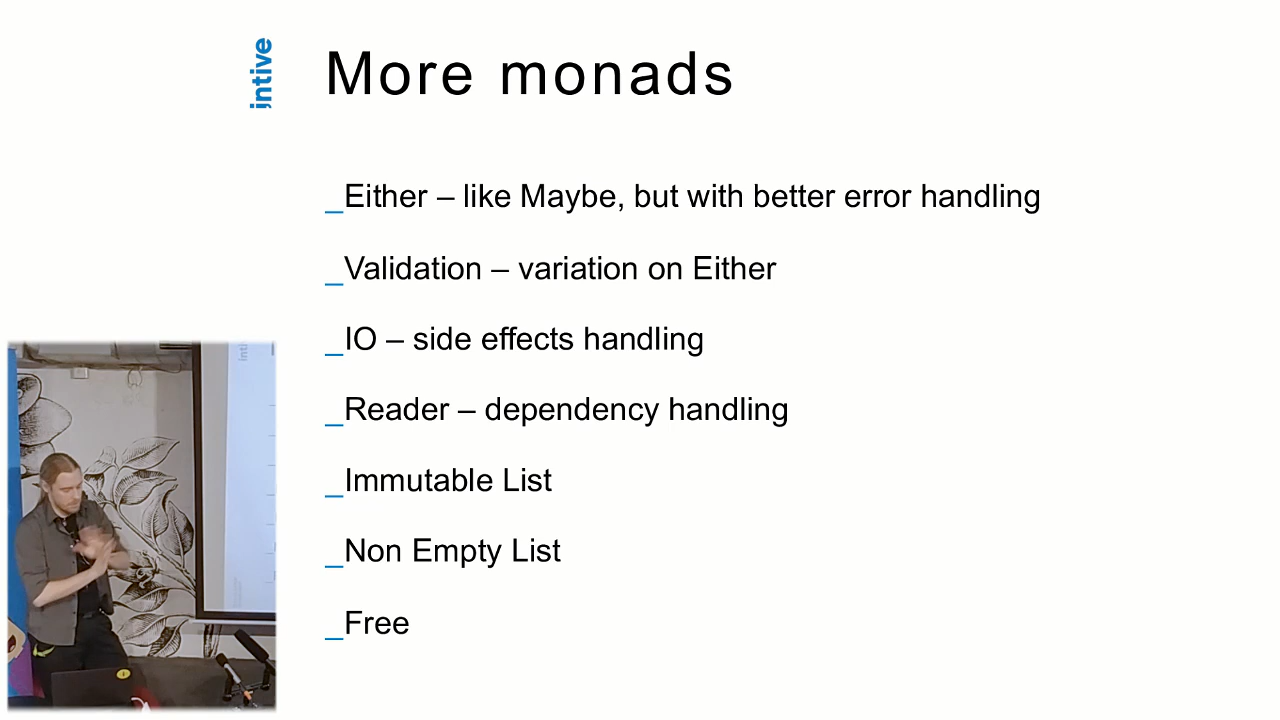 intive
More monads
_Either – like Maybe, but with better error handling
_Validation – variation on Either
_IO – side effects handling
_Reader – dependency handling
_Immutable List
_Non Empty List
_Free